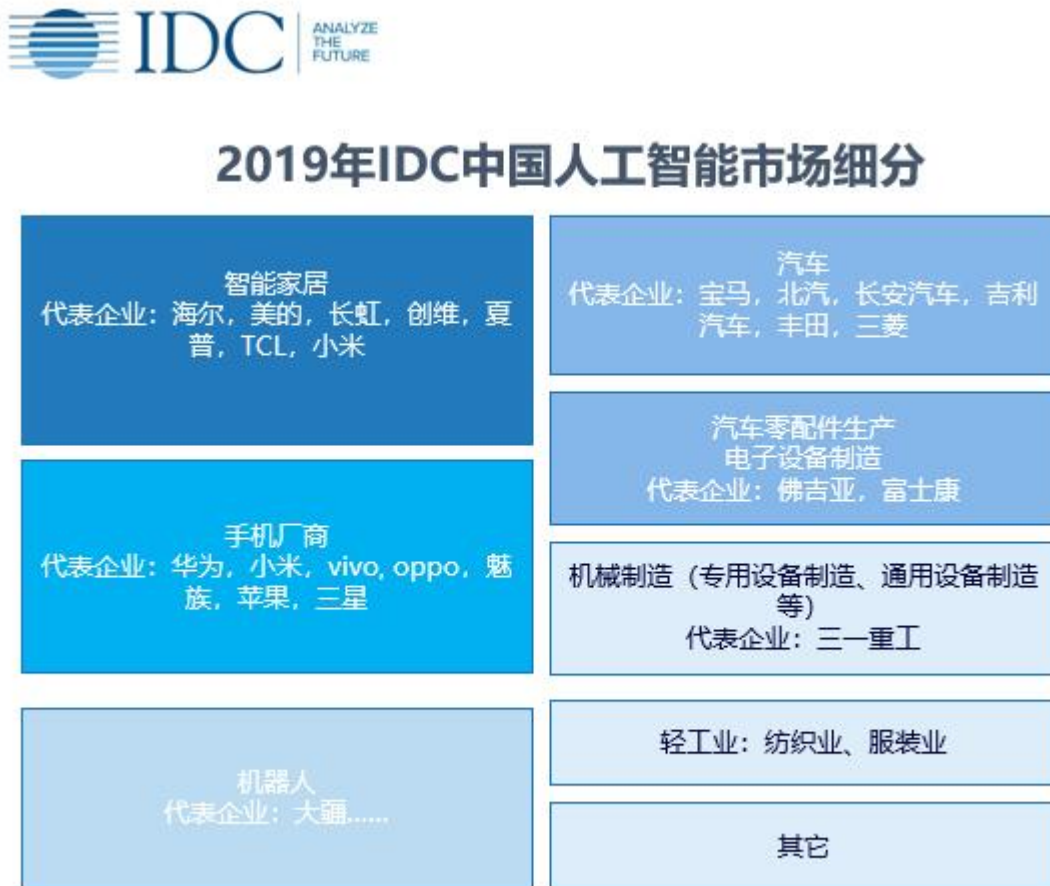 IDC
ANALYZE
THE
FUTURE
2019年IDC中国人工智能市场细分
智能家居
代表企业：海尔，美的，长虹，创维，夏
普，TCL，小米
手机厂商
代表企业：华为，小米，vivo, oppo，魅
族，苹果，三星
机器人
代表企业：大疆......
汽车
代表企业：宝马，北汽，长安汽车，吉利
汽车，丰田，三菱
汽车零配件生产
电子设备制造
代表企业：佛吉亚，富士康
机械制造（专用设备制造、通用设备制造
等）
代表企业：三一重工
轻工业：纺织业、服装业
其它